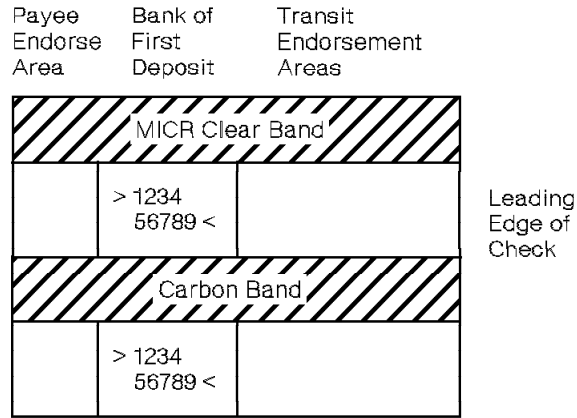 Payee
Endorse
Area
Bank of
First
Deposit
Transit
Endorsement
Areas
MICR Clear Band
> 1234
56789 <
Leading
Edge of
Check
Carbon Band
> 1234
56789 <